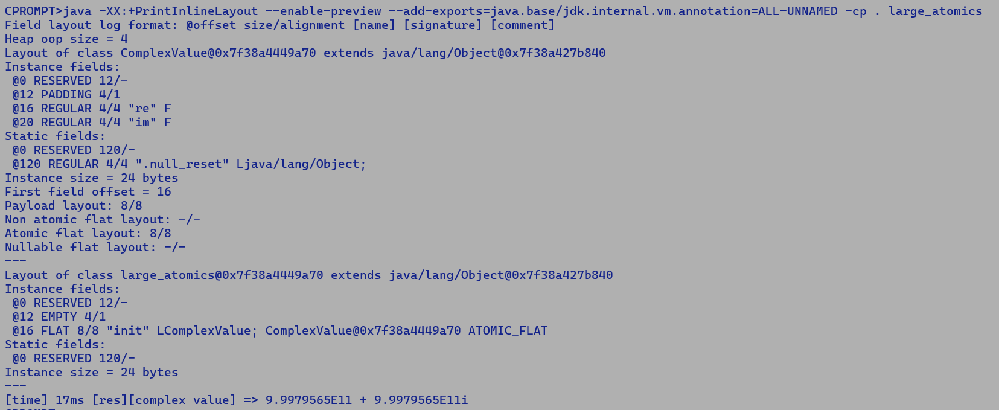 CPROMPT>java -XX:+PrintInlineLayout --enable-preview --add-exports=java.base/jdk.internal.vm.annotation=ALL-UNNAMED -cp . large_atomics
Field layout log format: @offset size/alignment [name] [signature] [comment]
Heap oop size = 4
Layout of class ComplexValue@0x7f38a4449a70 extends java/lang/Object@0x7f38a427b840
Instance fields:
 @0 RESERVED 12/-
 @12 PADDING 4/1
 @16 REGULAR 4/4 "re" F
 @20 REGULAR 4/4 "im" F
Static fields:
 @0 RESERVED 120/-
 @120 REGULAR 4/4 ".null_reset" Ljava/lang/Object;
Instance size = 24 bytes
First field offset = 16
Payload layout: 8/8
Non atomic flat layout: -/-
Atomic flat layout: 8/8
Nullable flat layout: -/-
---
Layout of class large_atomics@0x7f38a4449a70 extends java/lang/Object@0x7f38a427b840
Instance fields:
 @0 RESERVED 12/-
 @12 EMPTY 4/1
 @16 FLAT 8/8 "init" LComplexValue; ComplexValue@0x7f38a4449a70 ATOMIC_FLAT
Static fields:
 @0 RESERVED 120/-
Instance size = 24 bytes
---
[time] 17ms [res][complex value] => 9.9979565E11 + 9.9979565E11i